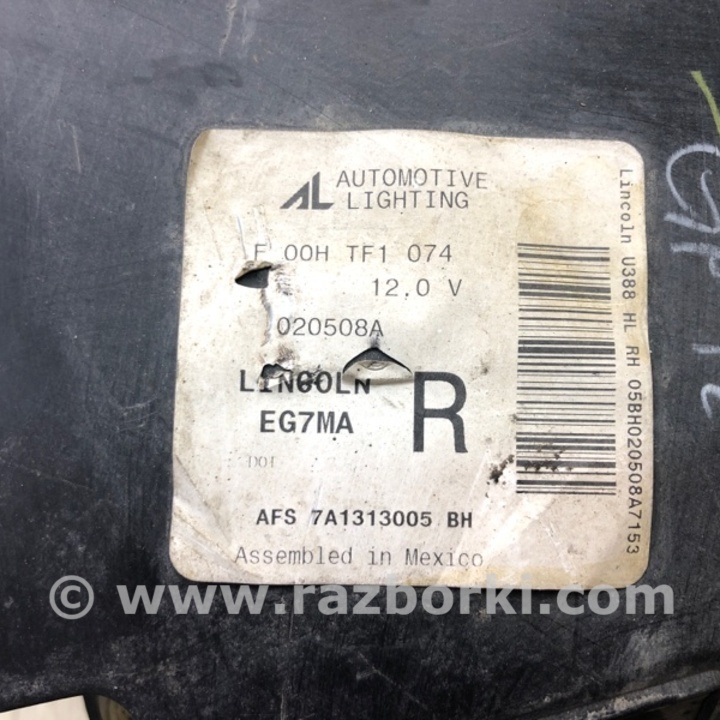 AL AUTOMOTIVE
LIGHTING
F 00H TF1 074
12.0 V
020508A
LINCOLN
EG7MA
R
DOT
AFS 7A1313005 BH
Assembled in Mexico
Lincoln U388 HL RH 05BH020508A7153
© www.razborki.com